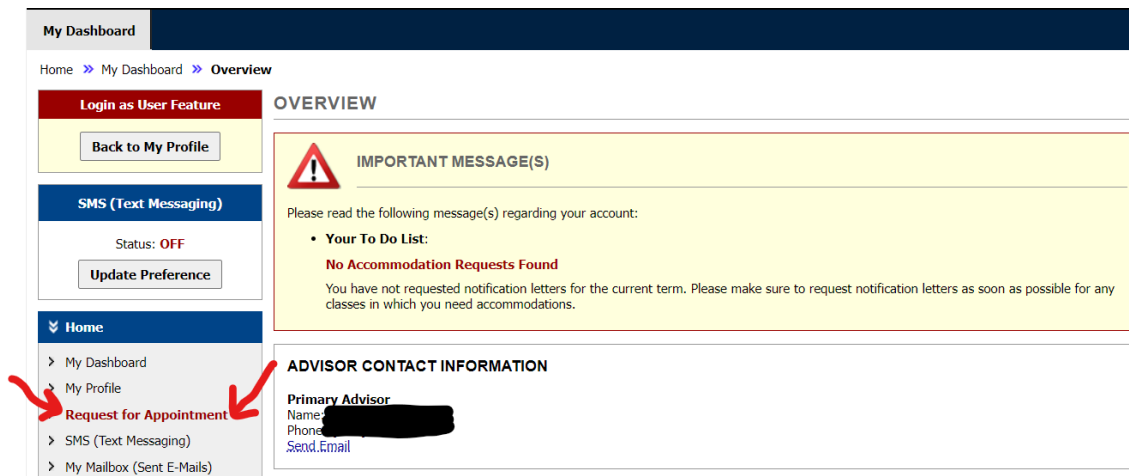 My Dashboard
Home » My Dashboard » Overview
Login as User Feature
Back to My Profile
SMS (Text Messaging)
Status: OFF
Update Preference
Home
My Dashboard
My Profile
Request for Appointment
SMS (Text Messaging)
My Mailbox (Sent E-Mails)
OVERVIEW
IMPORTANT MESSAGE(S)
Please read the following message(s) regarding your account:
• Your To Do List:
No Accommodation Requests Found
You have not requested notification letters for the current term. Please make sure to request notification letters as soon as possible for any
classes in which you need accommodations.
ADVISOR CONTACT INFORMATION
Primary Advisor
Name:
Phone
Send Email